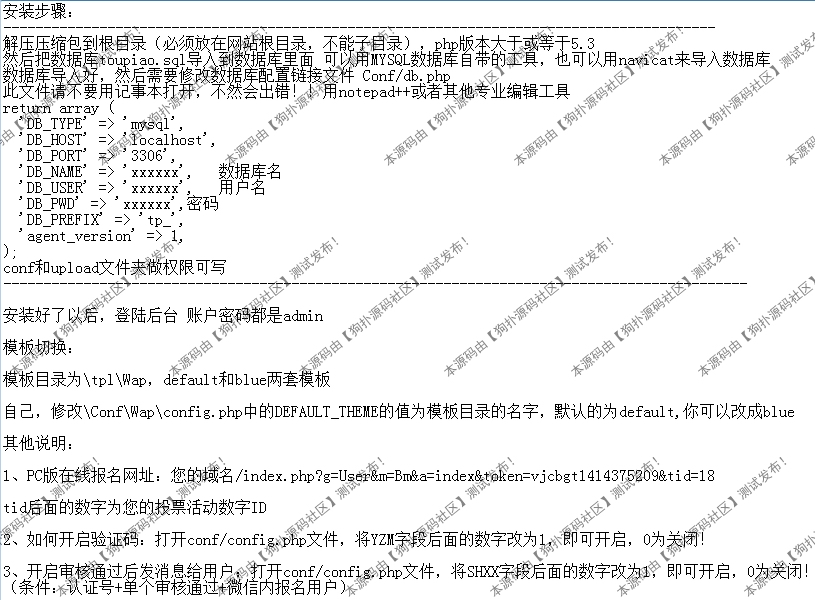 安装步骤：
-----------------------------------------------------------------------------------------
解压压缩包到根目录（必须放在网站根目录，不能子目录）, php版本大于或等于5.3
然后把数据库toupiao.sql导入到数据库里面 可以用MYSQL数据库自带的工具，也可以用navicat来导入数据库
数据库导入好，然后需要修改数据库配置链接文件 Conf/db.php
此文件请不要用记事本打开，不然会出错！！用notepad++或者其他专业编辑工具
return array (
'DB_TYPE' => 'mysql',
'DB_HOST' => 'localhost',
'DB_PORT' => '3306',
'DB_NAME' => 'xxxxxx', 数据库名
'DB_USER' => 'xxxxxx', 用户名
'DB_PWD' => 'xxxxxx',密码
'DB_PREFIX' => 'tp_',
'agent_version' => 1,
);
conf和upload文件夹做权限可写
---------------------------------------------------------------------------------------------
安装好了以后，登陆后台 账户密码都是admin
模板切换：
模板目录为\tpl\Wap，default和blue两套模板
自己，修改\Conf\Wap\config.php中的DEFAULT_THEME的值为模板目录的名字，默认的为default,你可以改成blue
其他说明：
1、PC版在线报名网址：您的域名/index.php?g=User&m=Bm&a=index&token=vjcbgt1414375209&tid=18
tid后面的数字为您的投票活动数字ID
2、如何开启验证码：打开conf/config.php文件，将YZM字段后面的数字改为1，即可开启，0为关闭！
3、开启审核通过后发消息给用户，打开conf/config.php文件，将SHXX字段后面的数字改为1，即可开启，0为关闭！
（条件：认证号+单个审核通过+微信内报名用户）
本源码由【狗扑源码社区】测试发布！